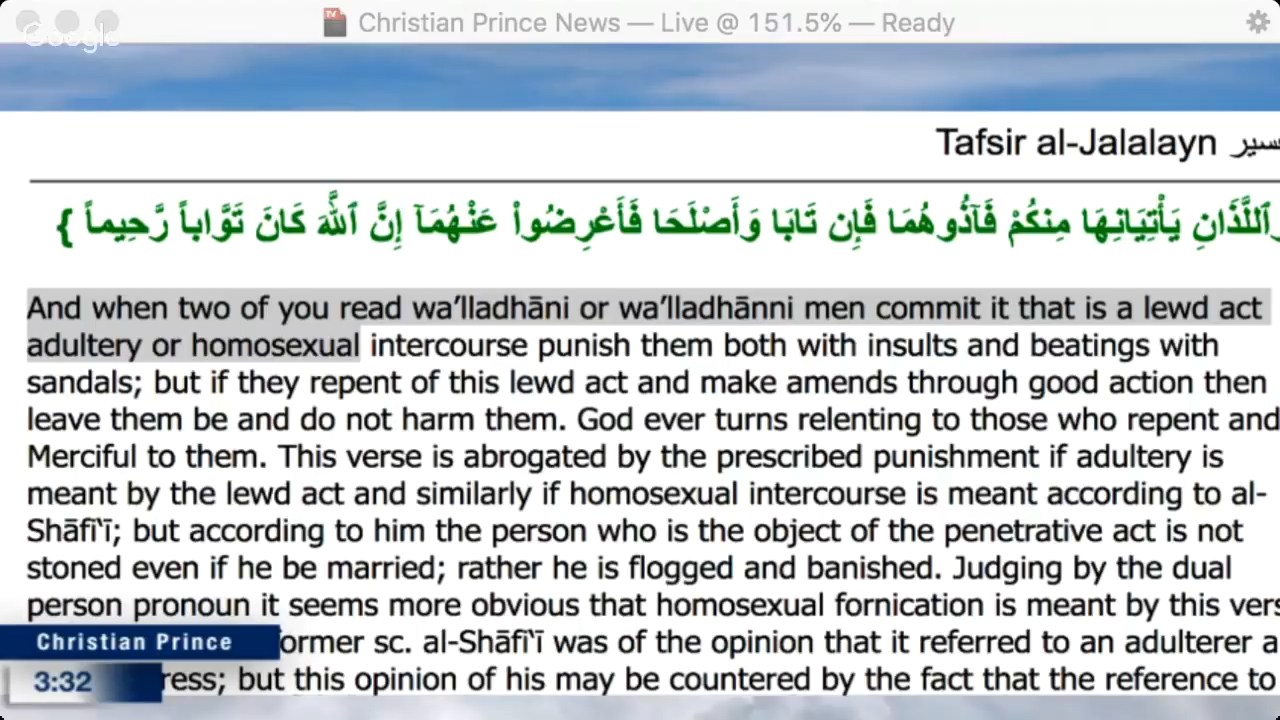 Christian Prince News — Live @ 151.5% — Ready
Google
Tafsir al-Jalalayn
ٱللَّذَانِ يَأْتِيَانِهَا مِنكُمْ فَآذُوهُمَا فَإِن تَابَا وَأَصْلَحَا فَأَعْرِضُواْ عَنْهُمَآ إِنَّ ٱللَّهَ كَانَ تَوَّاباً رَّحِيماً }
And when two of you read wa’lladhāni or wa’lladhānni men commit it that is a lewd act
adultery or homosexual intercourse punish them both with insults and beatings with
sandals; but if they repent of this lewd act and make amends through good action then
leave them be and do not harm them. God ever turns relenting to those who repent and
Merciful to them. This verse is abrogated by the prescribed punishment if adultery is
meant by the lewd act and similarly if homosexual intercourse is meant according to al-
Shāfi‘ī; but according to him the person who is the object of the penetrative act is not
stoned even if he be married; rather he is flogged and banished. Judging by the dual
person pronoun it seems more obvious that homosexual fornication is meant by this
sc. al-Shāfi‘ī was of the opinion that it referred to an adulterer
but this opinion of his may be countered by the fact that the reference to
Christian Prince
3:32